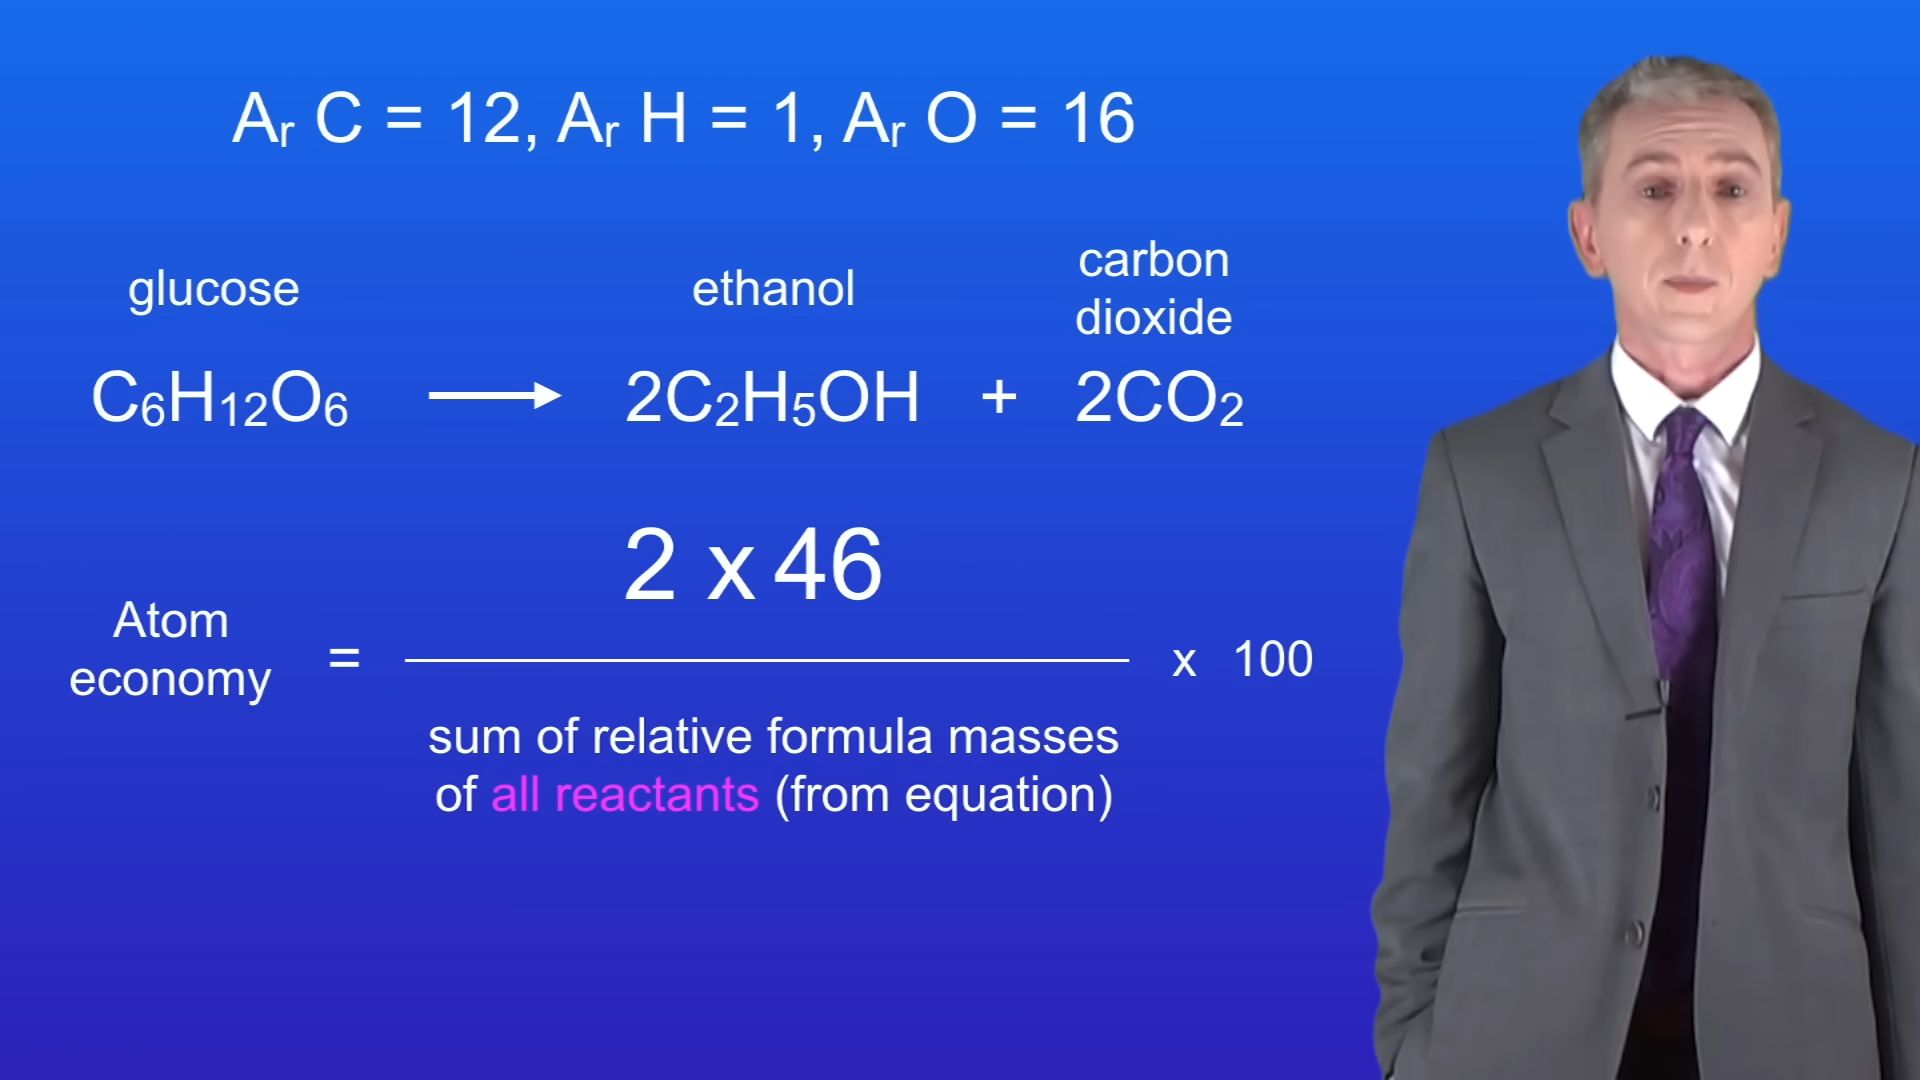 Aᵣ C = 12, Aᵣ H = 1, Aᵣ O = 16
glucose
ethanol
carbon
dioxide
C₆H₁₂O₆ ⟶ 2C₂H₅OH + 2CO₂
2 x 46
Atom
economy
= x 100
sum of relative formula masses
of all reactants (from equation)